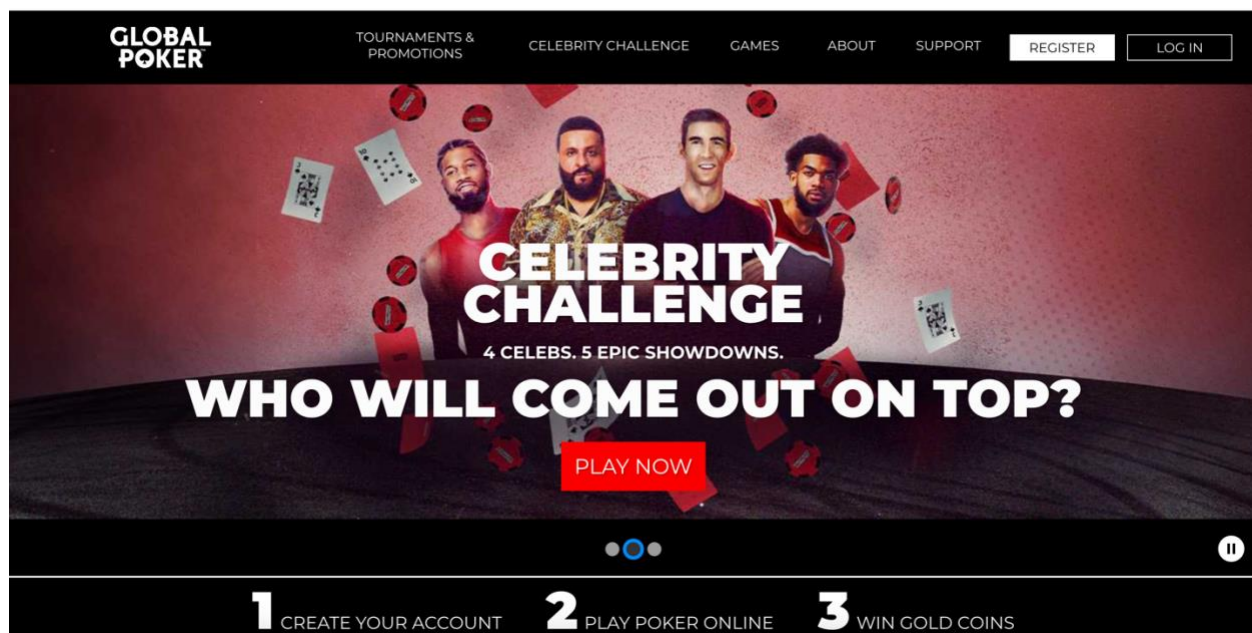 GLOBAL
POKER
TOURNAMENTS &
PROMOTIONS
CELEBRITY CHALLENGE
GAMES
ABOUT
SUPPORT
REGISTER
LOG IN
CELEBRITY
CHALLENGE
4 CELEBS. 5 EPIC SHOWDOWNS.
WHO WILL COME OUT ON TOP?
PLAY NOW
1 CREATE YOUR ACCOUNT
2 PLAY POKER ONLINE
3 WIN GOLD COINS